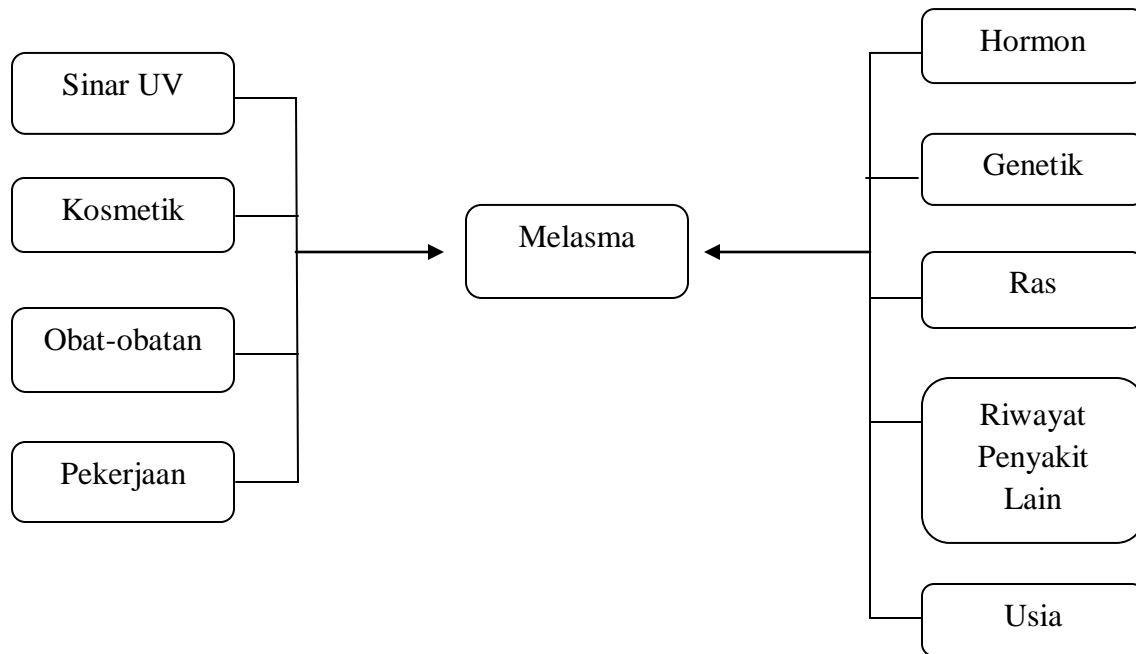 Sinar UV
Kosmetik
Obat-obatan
Pekerjaan
Melasma
Hormon
Genetik
Ras
Riwayat
Penyakit
Lain
Usia